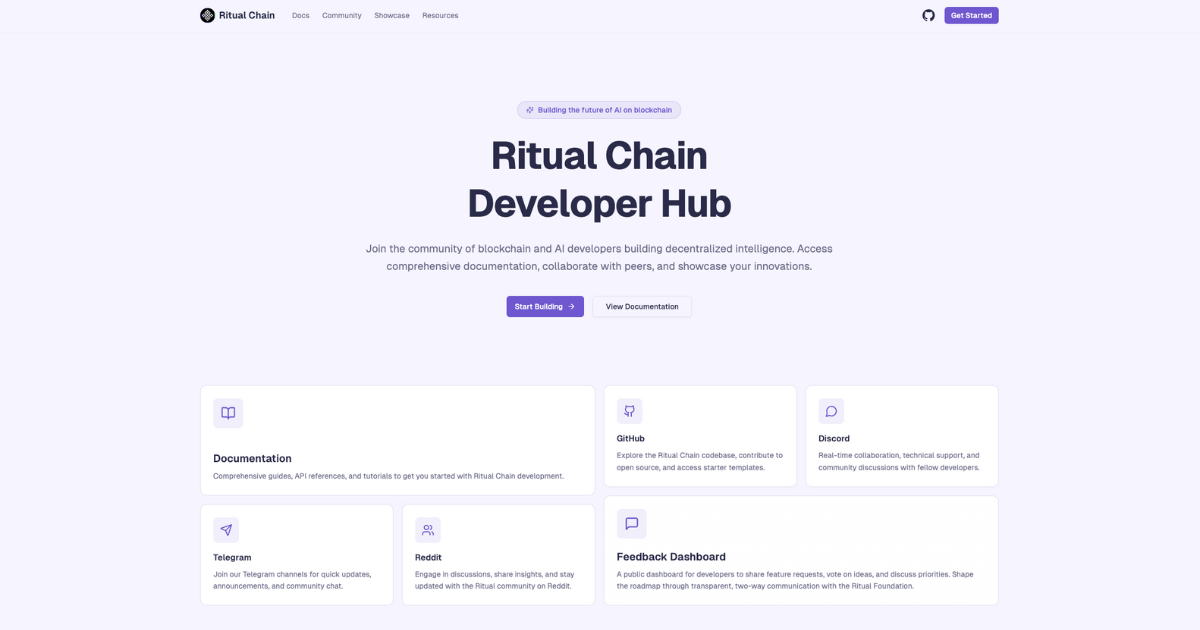 Ritual Chain
Docs
Community
Showcase
Resources
Get Started
Building the future of AI on blockchain
Ritual Chain
Developer Hub
Join the community of blockchain and AI developers building decentralized intelligence. Access
comprehensive documentation, collaborate with peers, and showcase your innovations.
Start Building →
View Documentation
Documentation
Comprehensive guides, API references, and tutorials to get you started with Ritual Chain development.
GitHub
Explore the Ritual Chain codebase, contribute to
open source, and access starter templates.
Discord
Real-time collaboration, technical support, and
community discussions with fellow developers.
Telegram
Join our Telegram channels for quick updates,
announcements, and community chat.
Reddit
Engage in discussions, share insights, and stay
updated with the Ritual community on Reddit.
Feedback Dashboard
A public dashboard for developers to share feature requests, vote on ideas, and discuss priorities. Shape
the roadmap through transparent, two-way communication with the Ritual Foundation.